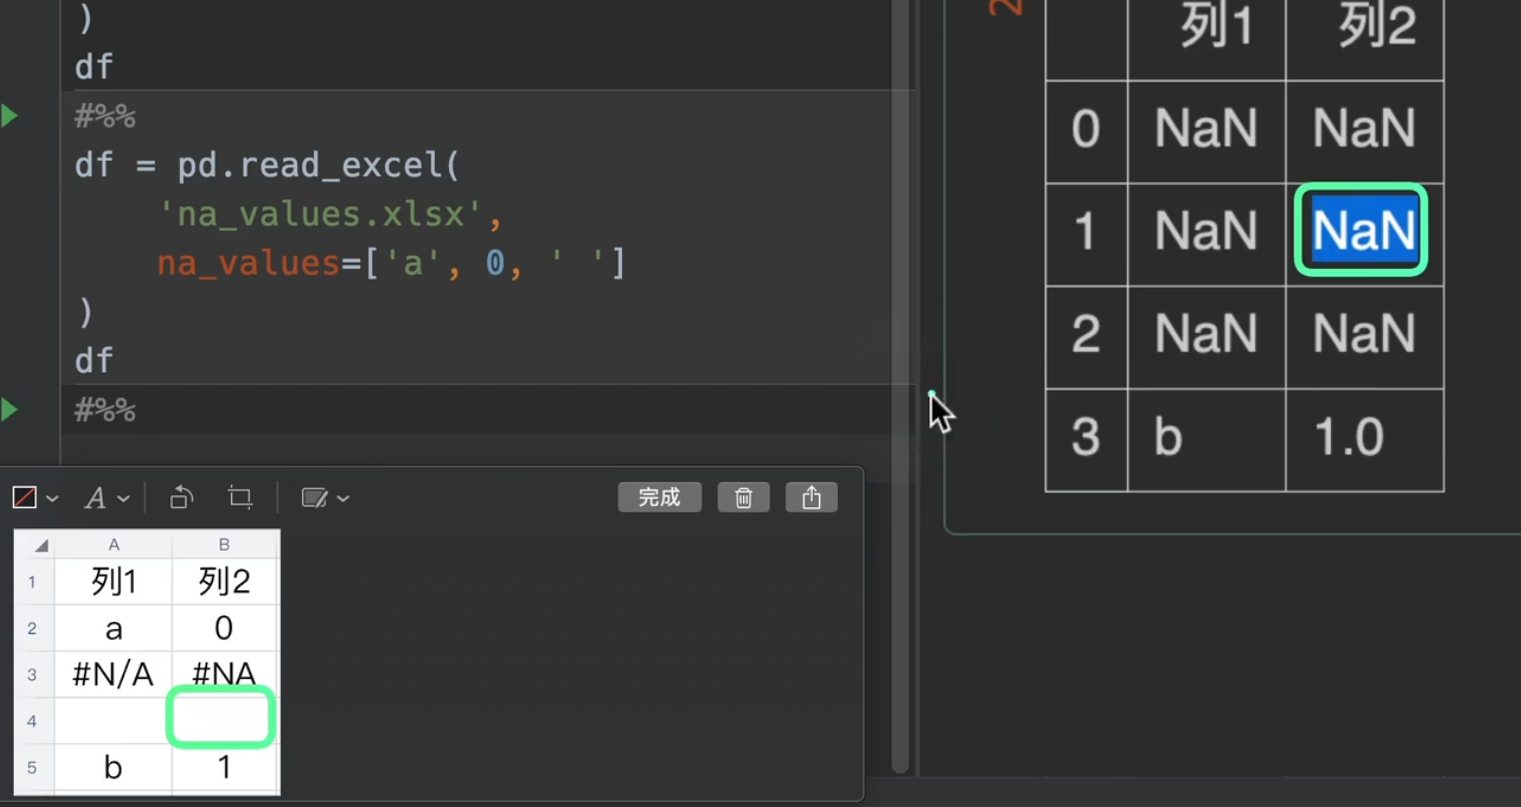 )
df
#%%
df = pd.read_excel(
'na_values.xlsx',
na_values=['a', 0, ' ']
)
df
#%%
2
列1 列2
0 NaN NaN
1 NaN NaN
2 NaN NaN
3 b 1.0
A 完成
A B
1 列1 列2
2 a 0
3 #N/A #NA
4
5 b 1